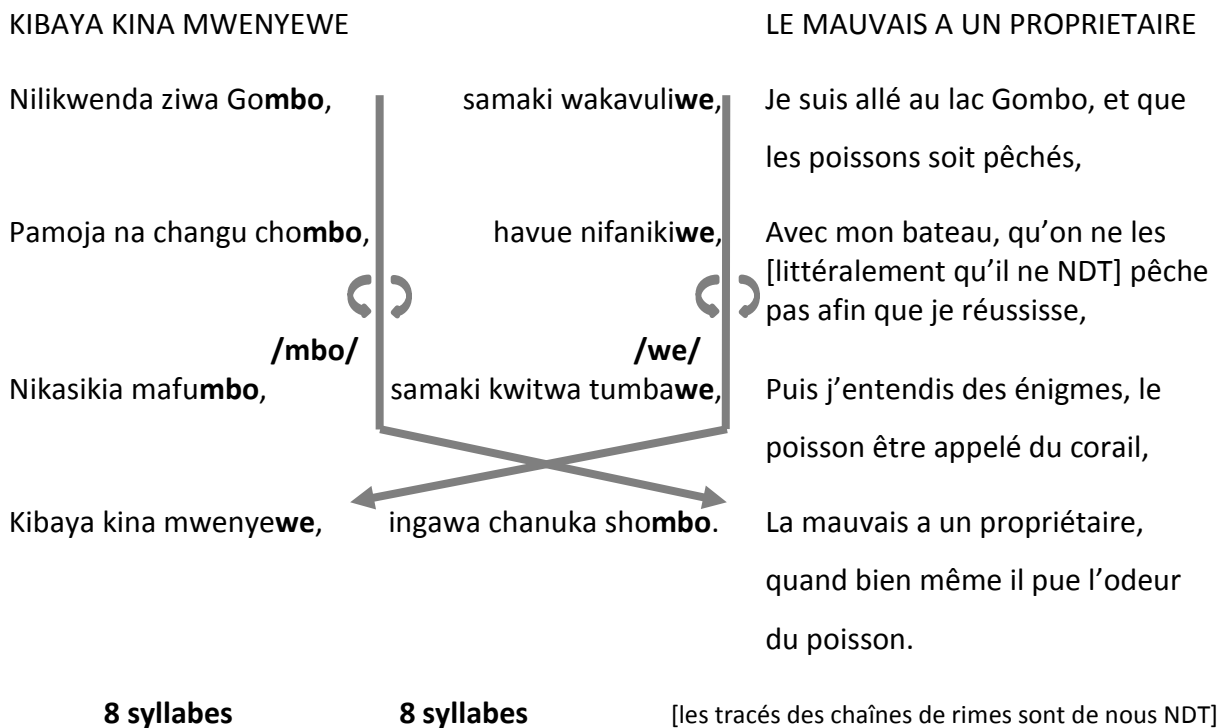 KIBAYA KINA MWENYEWE LE MAUVAIS A UN PROPRIETAIRE
Nilikwenda ziwa Gombo, samaki wakavuliwe, Je suis allé au lac Gombo, et que
les poissons soit pêchés,
Pamoja na changu chombo, havue nifanikiwe, Avec mon bateau, qu’on ne les
[littéralement qu’il ne NDT] pêche
pas afin que je réussisse,
/mbo/ /we/
Nikasikia mafumbo, samaki kwitwa tumbawe, Puis j’entendis des énigmes, le
poisson être appelé du corail,
Kibaya kina mwenyewe, ingawa chanuka shombo. La mauvais a un propriétaire,
quand bien même il pue l’odeur
du poisson.
8 syllabes 8 syllabes [les tracés des chaînes de rimes sont de nous NDT]